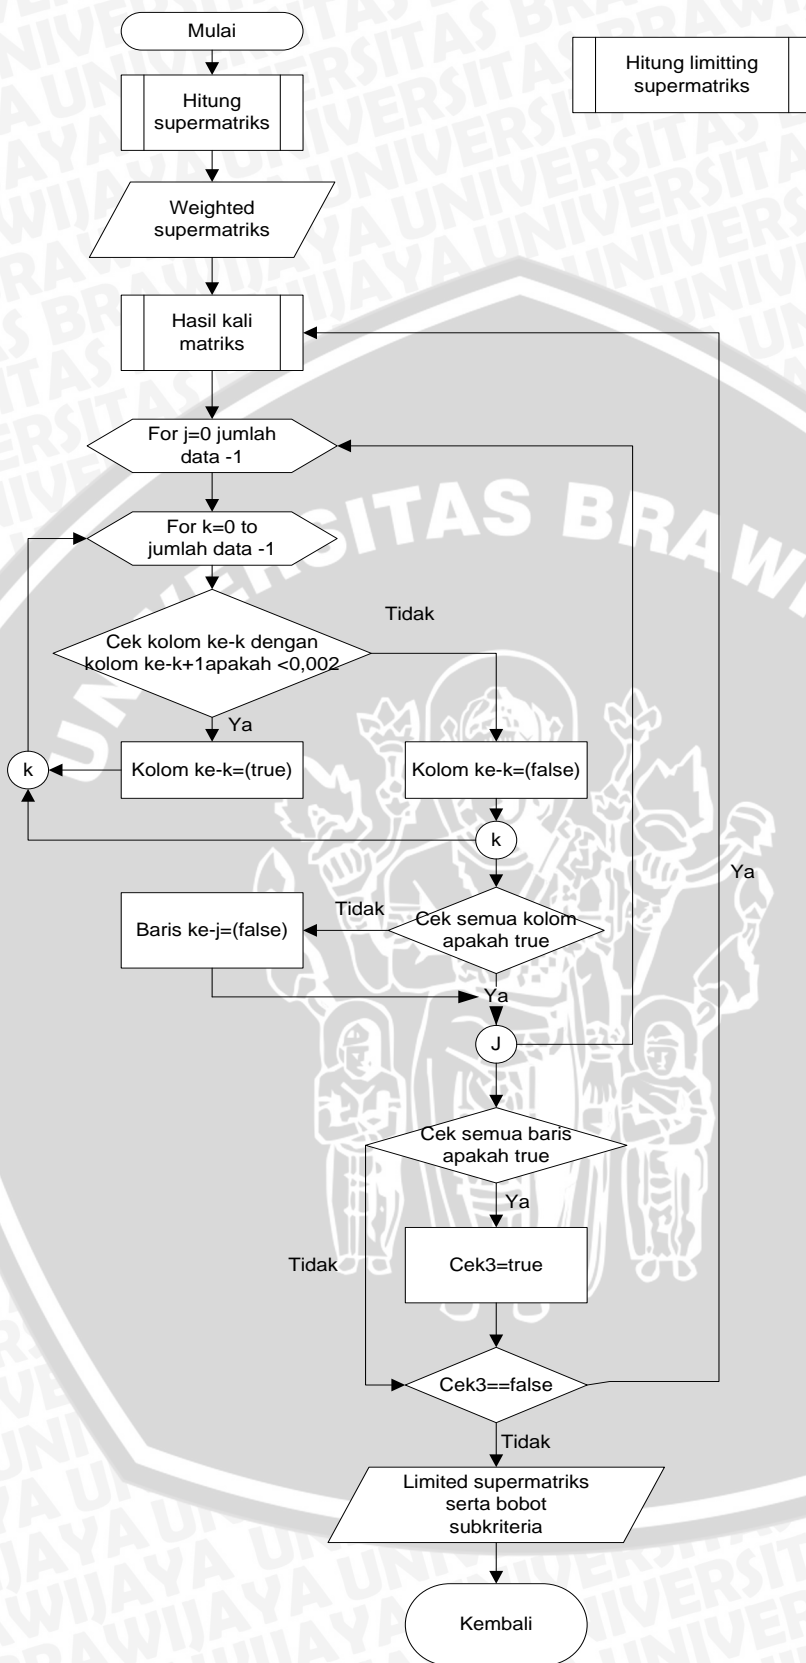 Mulai
Hitung limitting
supermatriks
Hitung
supermatriks
Weighted
supermatriks
Hasil kali
matriks
For j=0 jumlah
data -1
For k=0 to
jumlah data -1
Tidak
Cek kolom ke-k dengan
kolom ke-k+1apakah <0,002
Ya
k
Kolom ke-k=(true)
Kolom ke-k=(false)
k
Ya
Tidak
Baris ke-j=(false)
Cek semua kolom
apakah true
Ya
J
Cek semua baris
apakah true
Ya
Tidak
Cek3=true
Cek3==false
Tidak
Limited supermatriks
serta bobot
subkriteria
Kembali
UNIVERSITAS BRAWI